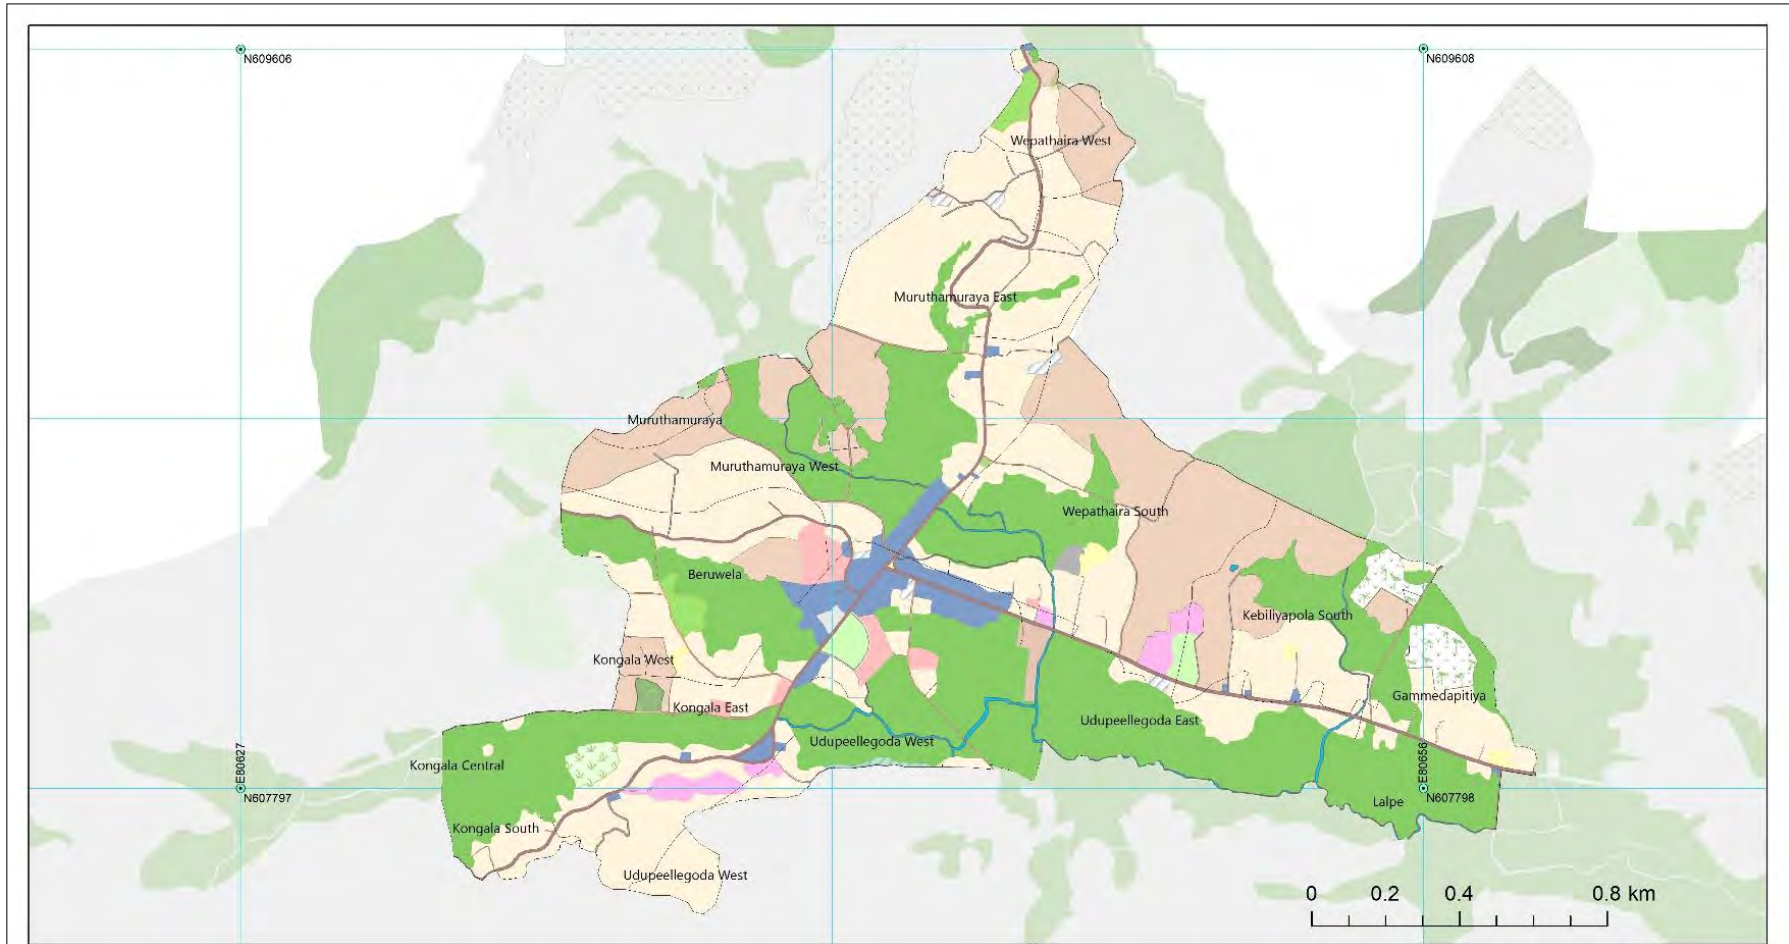 N609606
N609608
Wepathaira West
Muruthamuraya East
Muruthamuraya
Muruthamuraya West
Wepathaira South
Beruwela
Kebiliyapola South
Kongala West
Gammedapitiya
Kongala East
Udupeellegoda East
Udupeellegoda West
Kongala Central
E80627
E80656
N607797
N607798
Lalpe
Kongala South
Udupeellegoda West
0 0.2 0.4 0.8 km